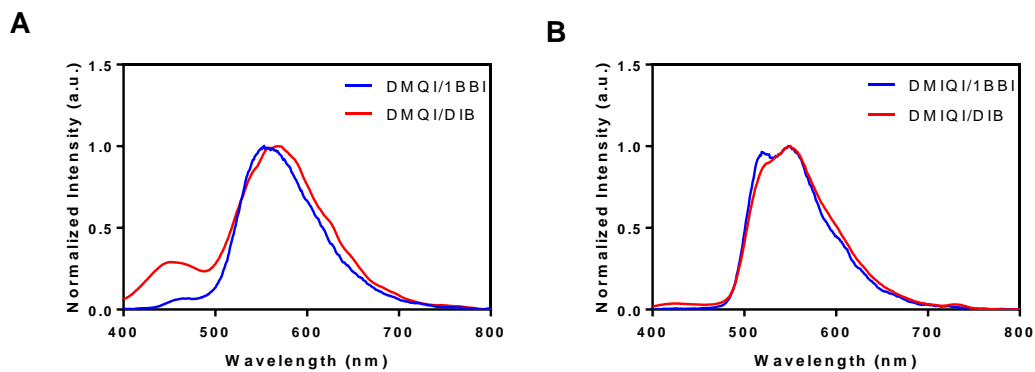 A
Normalized Intensity (a.u.)
1.5
1.0
0.5
0.0
DMQI/1BBI
DMQI/DIB
400 500 600 700 800
Wavelength (nm)
B
Normalized Intensity (a.u.)
1.5
1.0
0.5
0.0
DMIQI/1BBI
DMIQI/DIB
400 500 600 700 800
Wavelength (nm)